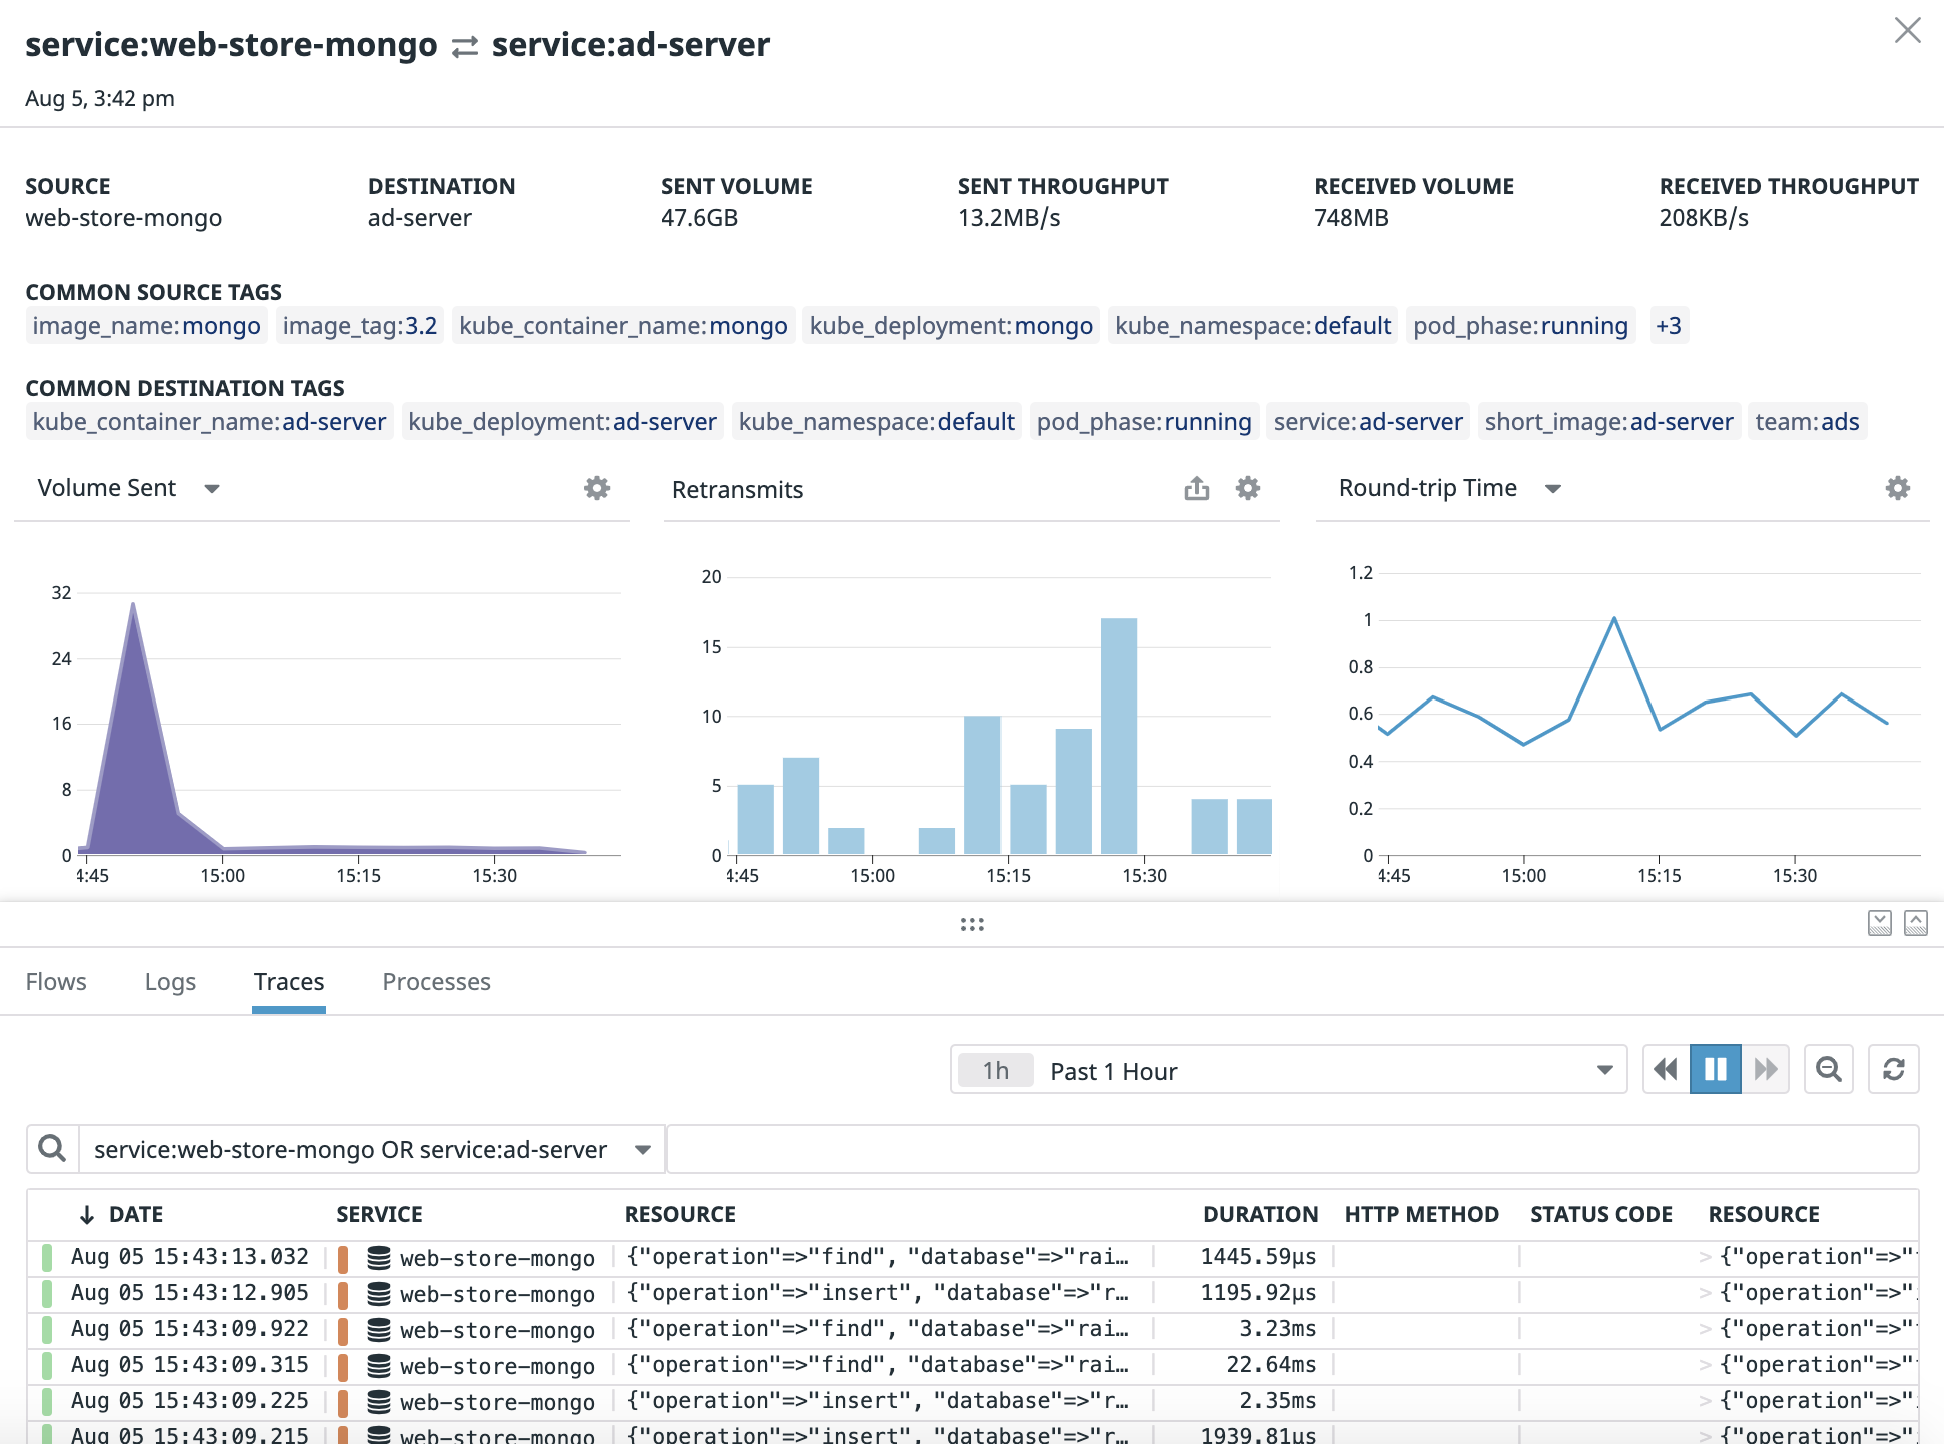 service:web-store-mongo ⇄ service:ad-server
Aug 5, 3:42 pm
SOURCE DESTINATION SENT VOLUME SENT THROUGHPUT RECEIVED VOLUME RECEIVED THROUGHPUT
web-store-mongo ad-server 47.6GB 13.2MB/s 748MB 208KB/s
COMMON SOURCE TAGS
image_name:mongo image_tag:3.2 kube_container_name:mongo kube_deployment:mongo kube_namespace:default pod_phase:running +3
COMMON DESTINATION TAGS
kube_container_name:ad-server kube_deployment:ad-server kube_namespace:default pod_phase:running service:ad-server short_image:ad-server team:ads
Volume Sent
32
24
16
8
0
4:45 15:00 15:15 15:30
Retransmits
20
15
10
5
0
4:45 15:00 15:15 15:30
Round-trip Time
1.2
1
0.8
0.6
0.4
0.2
0
4:45 15:00 15:15 15:30
Flows Logs Traces Processes
1h Past 1 Hour
service:web-store-mongo OR service:ad-server
↓ DATE SERVICE RESOURCE DURATION HTTP METHOD STATUS CODE RESOURCE
Aug 05 15:43:13.032 web-store-mongo {"operation"=>"find", "database"=>"rai… 1445.59µs > {"operation"=>"
Aug 05 15:43:12.905 web-store-mongo {"operation"=>"insert", "database"=>"r… 1195.92µs > {"operation"=>"
Aug 05 15:43:09.922 web-store-mongo {"operation"=>"find", "database"=>"rai… 3.23ms > {"operation"=>"
Aug 05 15:43:09.315 web-store-mongo {"operation"=>"find", "database"=>"rai… 22.64ms > {"operation"=>"
Aug 05 15:43:09.225 web-store-mongo {"operation"=>"insert", "database"=>"r… 2.35ms > {"operation"=>"
Aug 05 15:43:09.215 web-store-mongo {"operation"=>"insert", "database"=>"r… 1939.81µs > {"operation"=>"